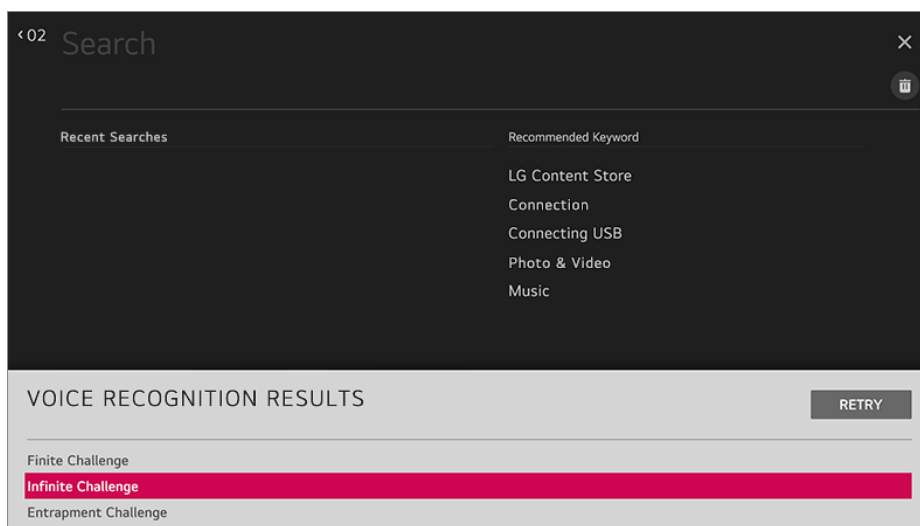 <02
Search
Recent Searches
Recommended Keyword
LG Content Store
Connection
Connecting USB
Photo & Video
Music
VOICE RECOGNITION RESULTS
RETRY
Finite Challenge
Infinite Challenge
Entrapment Challenge